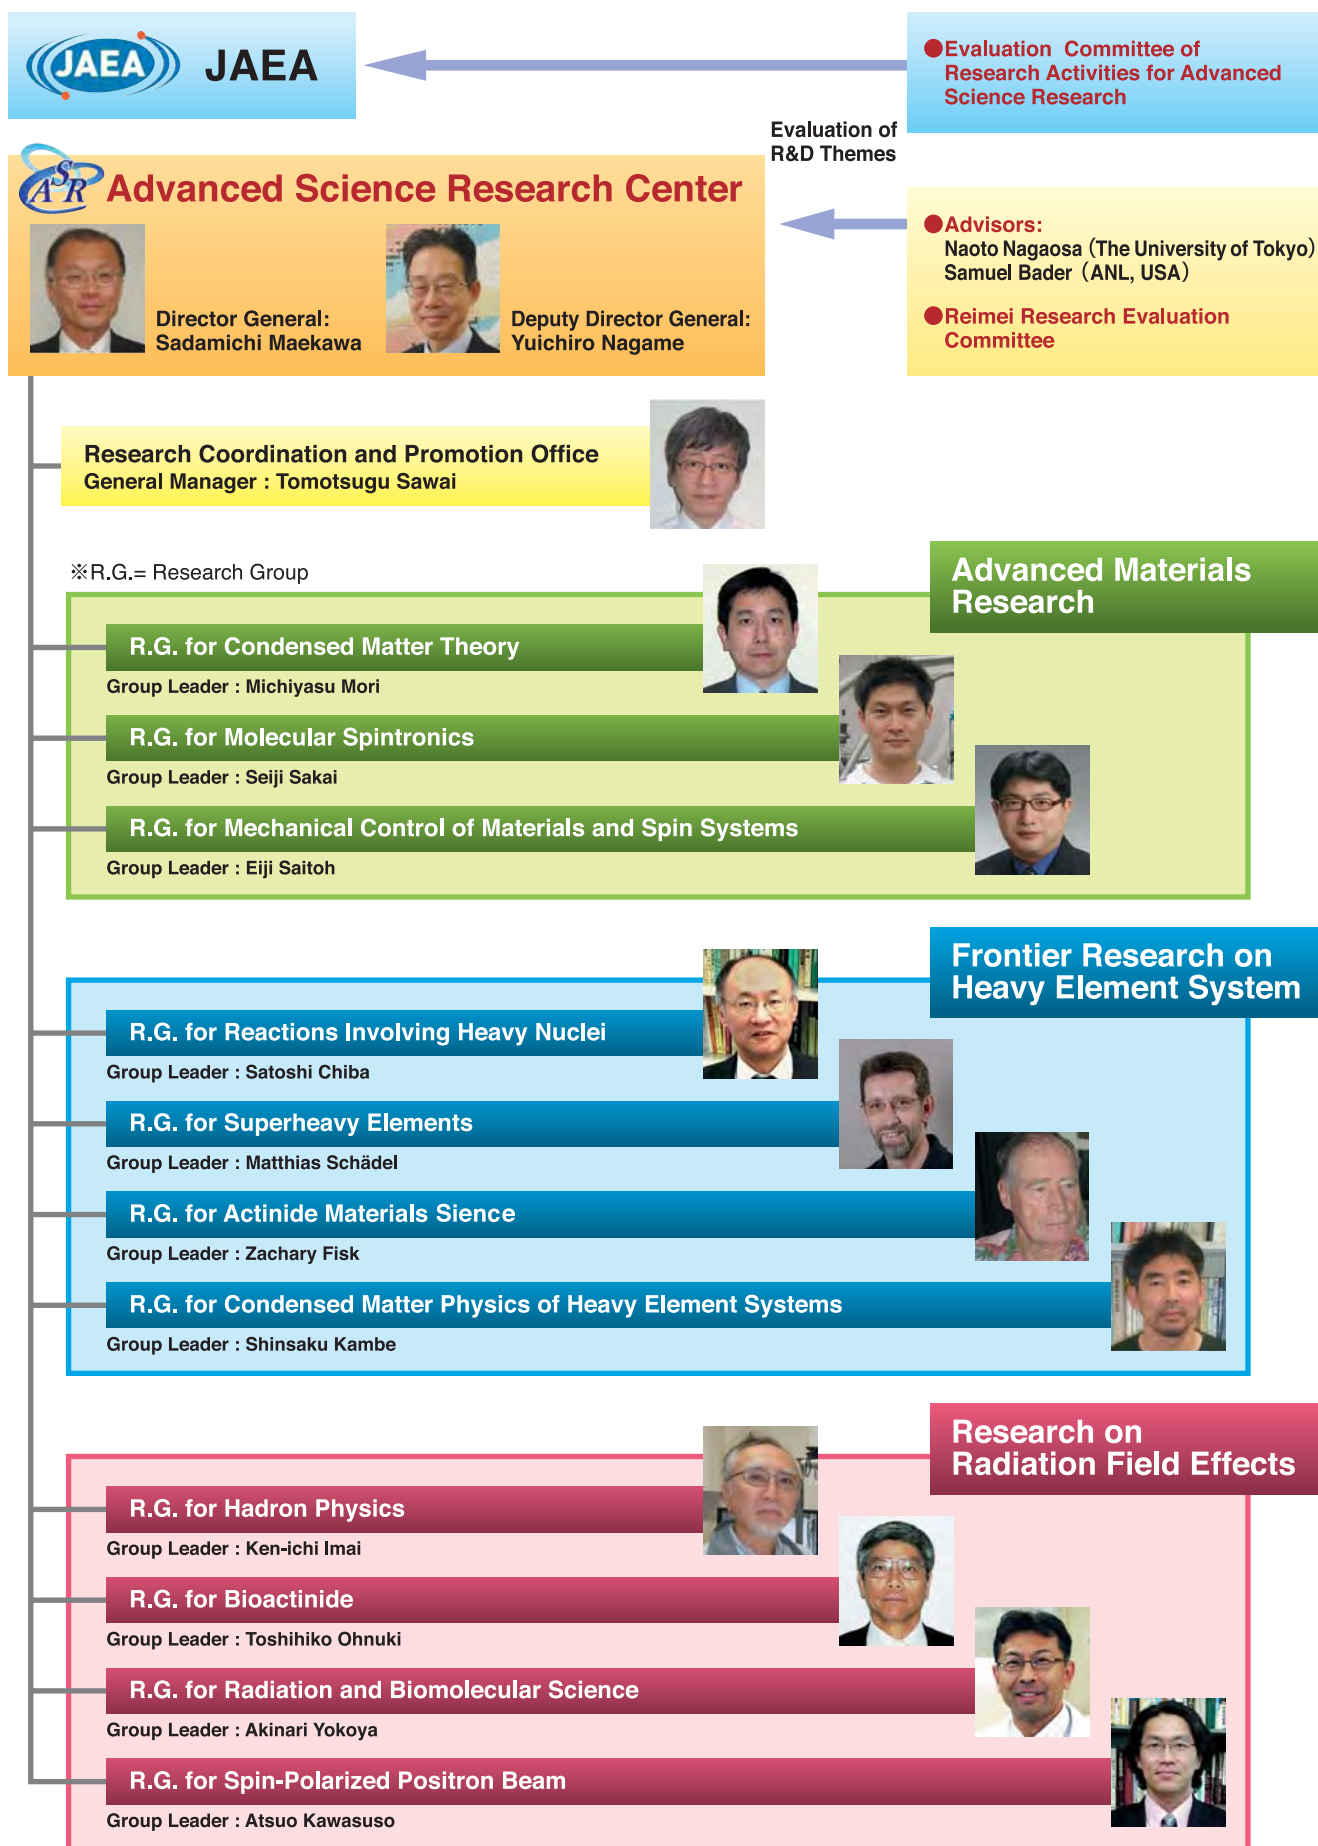 JAEA
JAEA
●Evaluation Committee of
Research Activities for Advanced
Science Research
Evaluation of
R&D Themes
ASR
Advanced Science Research Center
Director General:
Sadamichi Maekawa
Deputy Director General:
Yuichiro Nagame
●Advisors:
Naoto Nagaosa (The University of Tokyo)
Samuel Bader (ANL, USA)
●Reimei Research Evaluation
Committee
Research Coordination and Promotion Office
General Manager : Tomotsugu Sawai
※R.G.= Research Group
Advanced Materials
Research
R.G. for Condensed Matter Theory
Group Leader : Michiyasu Mori
R.G. for Molecular Spintronics
Group Leader : Seiji Sakai
R.G. for Mechanical Control of Materials and Spin Systems
Group Leader : Eiji Saitoh
Frontier Research on
Heavy Element System
R.G. for Reactions Involving Heavy Nuclei
Group Leader : Satoshi Chiba
R.G. for Superheavy Elements
Group Leader : Matthias Schädel
R.G. for Actinide Materials Sience
Group Leader : Zachary Fisk
R.G. for Condensed Matter Physics of Heavy Element Systems
Group Leader : Shinsaku Kambe
Research on
Radiation Field Effects
R.G. for Hadron Physics
Group Leader : Ken-ichi Imai
R.G. for Bioactinide
Group Leader : Toshihiko Ohnuki
R.G. for Radiation and Biomolecular Science
Group Leader : Akinari Yokoya
R.G. for Spin-Polarized Positron Beam
Group Leader : Atsuo Kawasuso